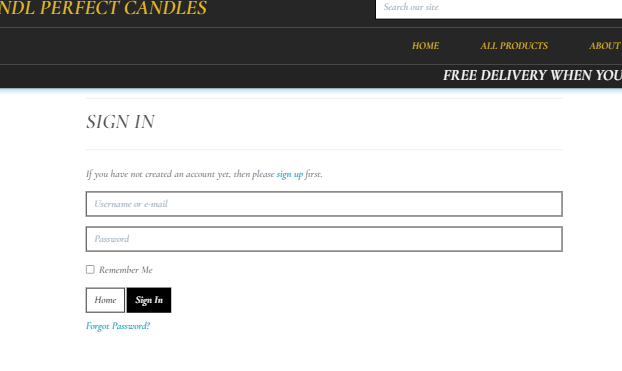 NDL PERFECT CANDLES
Search our site
HOME ALL PRODUCTS ABOUT
FREE DELIVERY WHEN YOU
SIGN IN
If you have not created an account yet, then please sign up first.
Username or e-mail
Password
Remember Me
Home Sign In
Forgot Password?